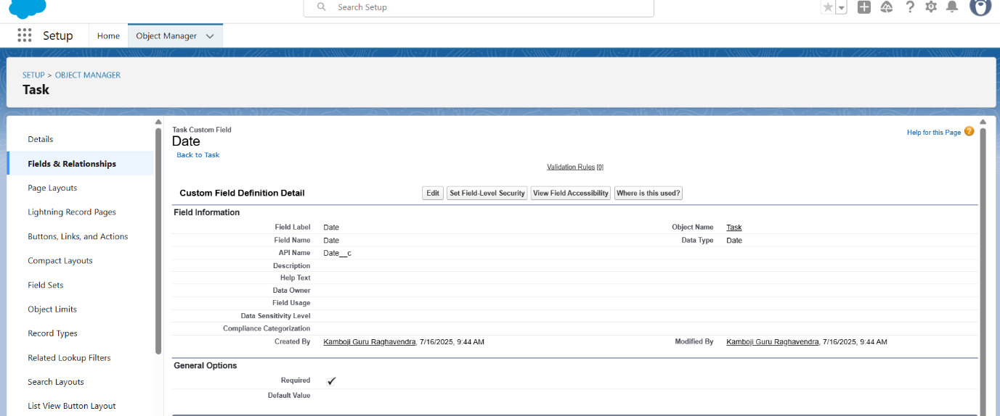 Search Setup
Setup
Home
Object Manager
SETUP > OBJECT MANAGER
Task
Details
Fields & Relationships
Page Layouts
Lightning Record Pages
Buttons, Links, and Actions
Compact Layouts
Field Sets
Object Limits
Record Types
Related Lookup Filters
Search Layouts
List View Button Layout
Task Custom Field
Date
Help for this Page ?
Back to Task
Validation Rules [0]
Custom Field Definition Detail
Edit
Set Field-Level Security
View Field Accessibility
Where is this used?
Field Information
Field Label Date Object Name Task
Field Name Date Data Type Date
API Name Date__c
Description
Help Text
Data Owner
Field Usage
Data Sensitivity Level
Compliance Categorization
Created By Kamboji Guru Raghavendra, 7/16/2025, 9:44 AM Modified By Kamboji Guru Raghavendra, 7/16/2025, 9:44 AM
General Options
Required
Default Value